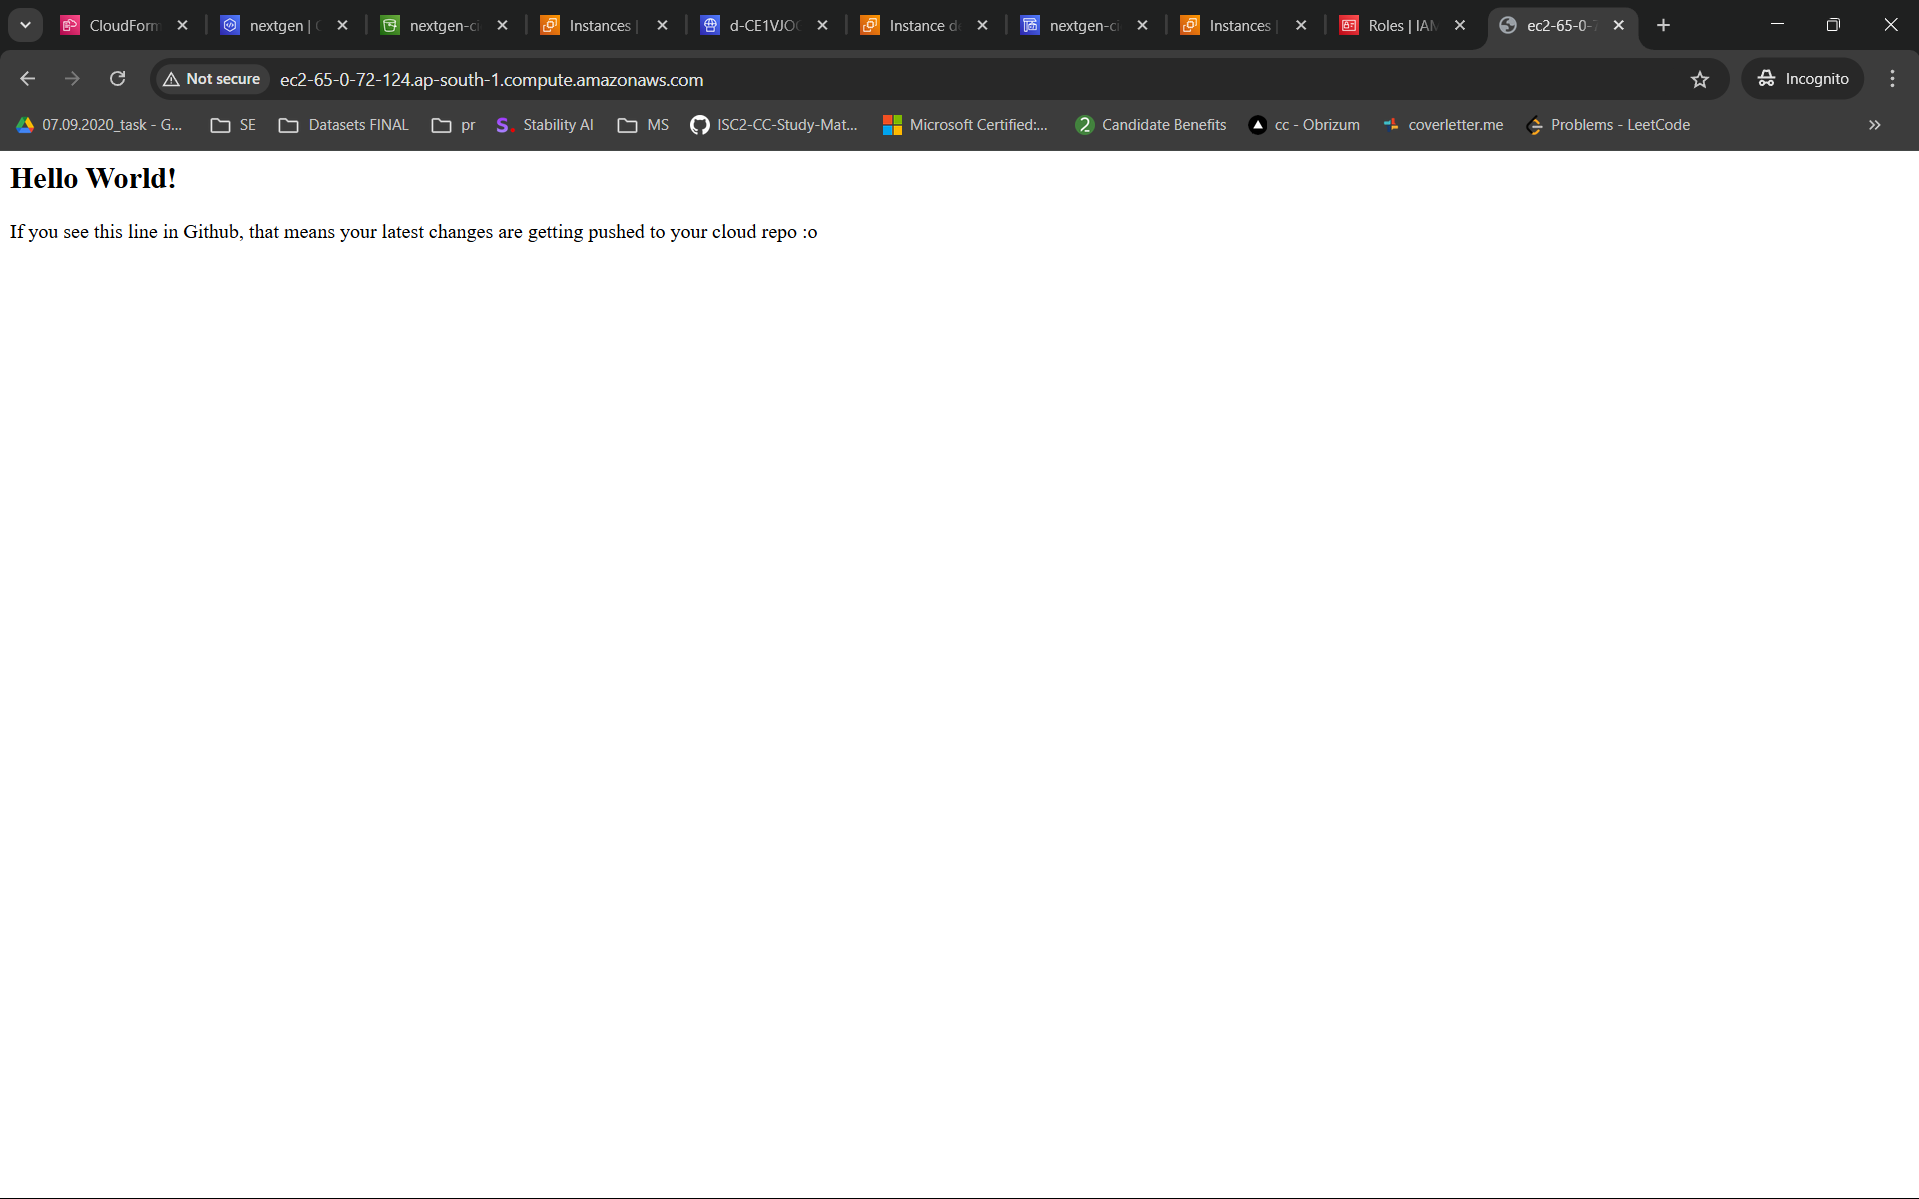 CloudForm
nextgen |
nextgen-ci
Instances |
d-CE1VJO
Instance d
nextgen-ci
Instances |
Roles | IAM
ec2-65-0-7
Not secure
ec2-65-0-72-124.ap-south-1.compute.amazonaws.com
Incognito
07.09.2020_task - G...
SE
Datasets FINAL
pr
S.
Stability AI
MS
ISC2-CC-Study-Mat...
Microsoft Certified:...
2
Candidate Benefits
cc - Obrizum
coverletter.me
Problems - LeetCode
Hello World!
If you see this line in Github, that means your latest changes are getting pushed to your cloud repo :o